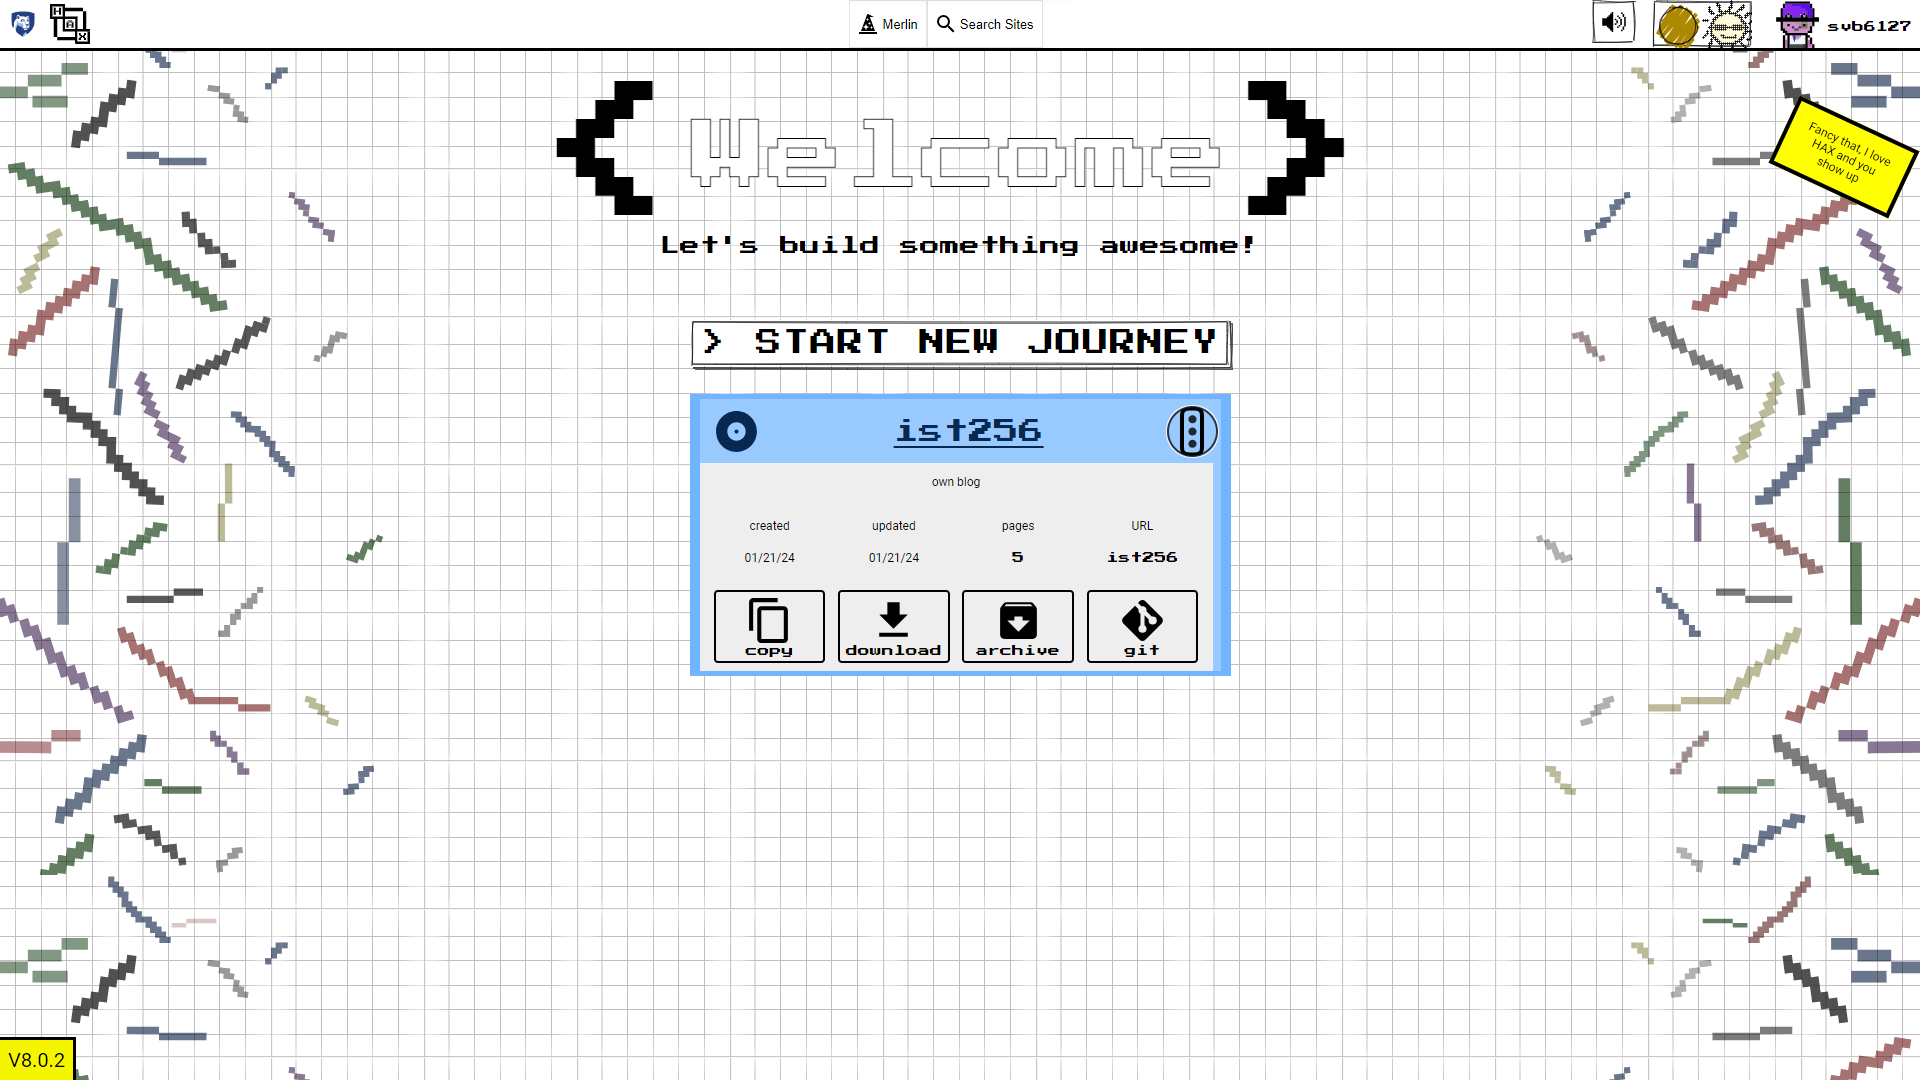 H
A
X
Merlin
Search Sites
svb6127
Welcome
Fancy that, I love
HAX and you
show up
Let's build something awesome!
> START NEW JOURNEY
ist256
own blog
created updated pages URL
01/21/24 01/21/24 5 ist256
copy download archive git
V8.0.2